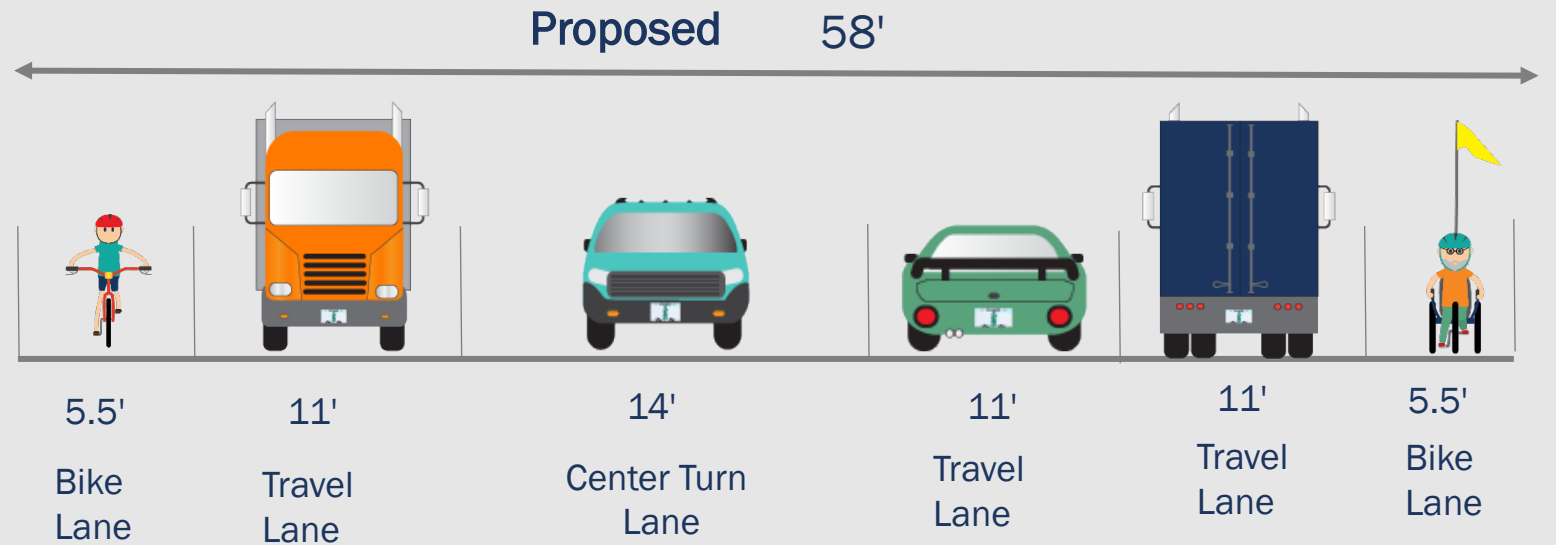 Proposed 58'
5.5' 11' 14' 11' 11' 5.5'
Bike
Lane
Travel
Lane
Center Turn
Lane
Travel
Lane
Travel
Lane
Bike
Lane